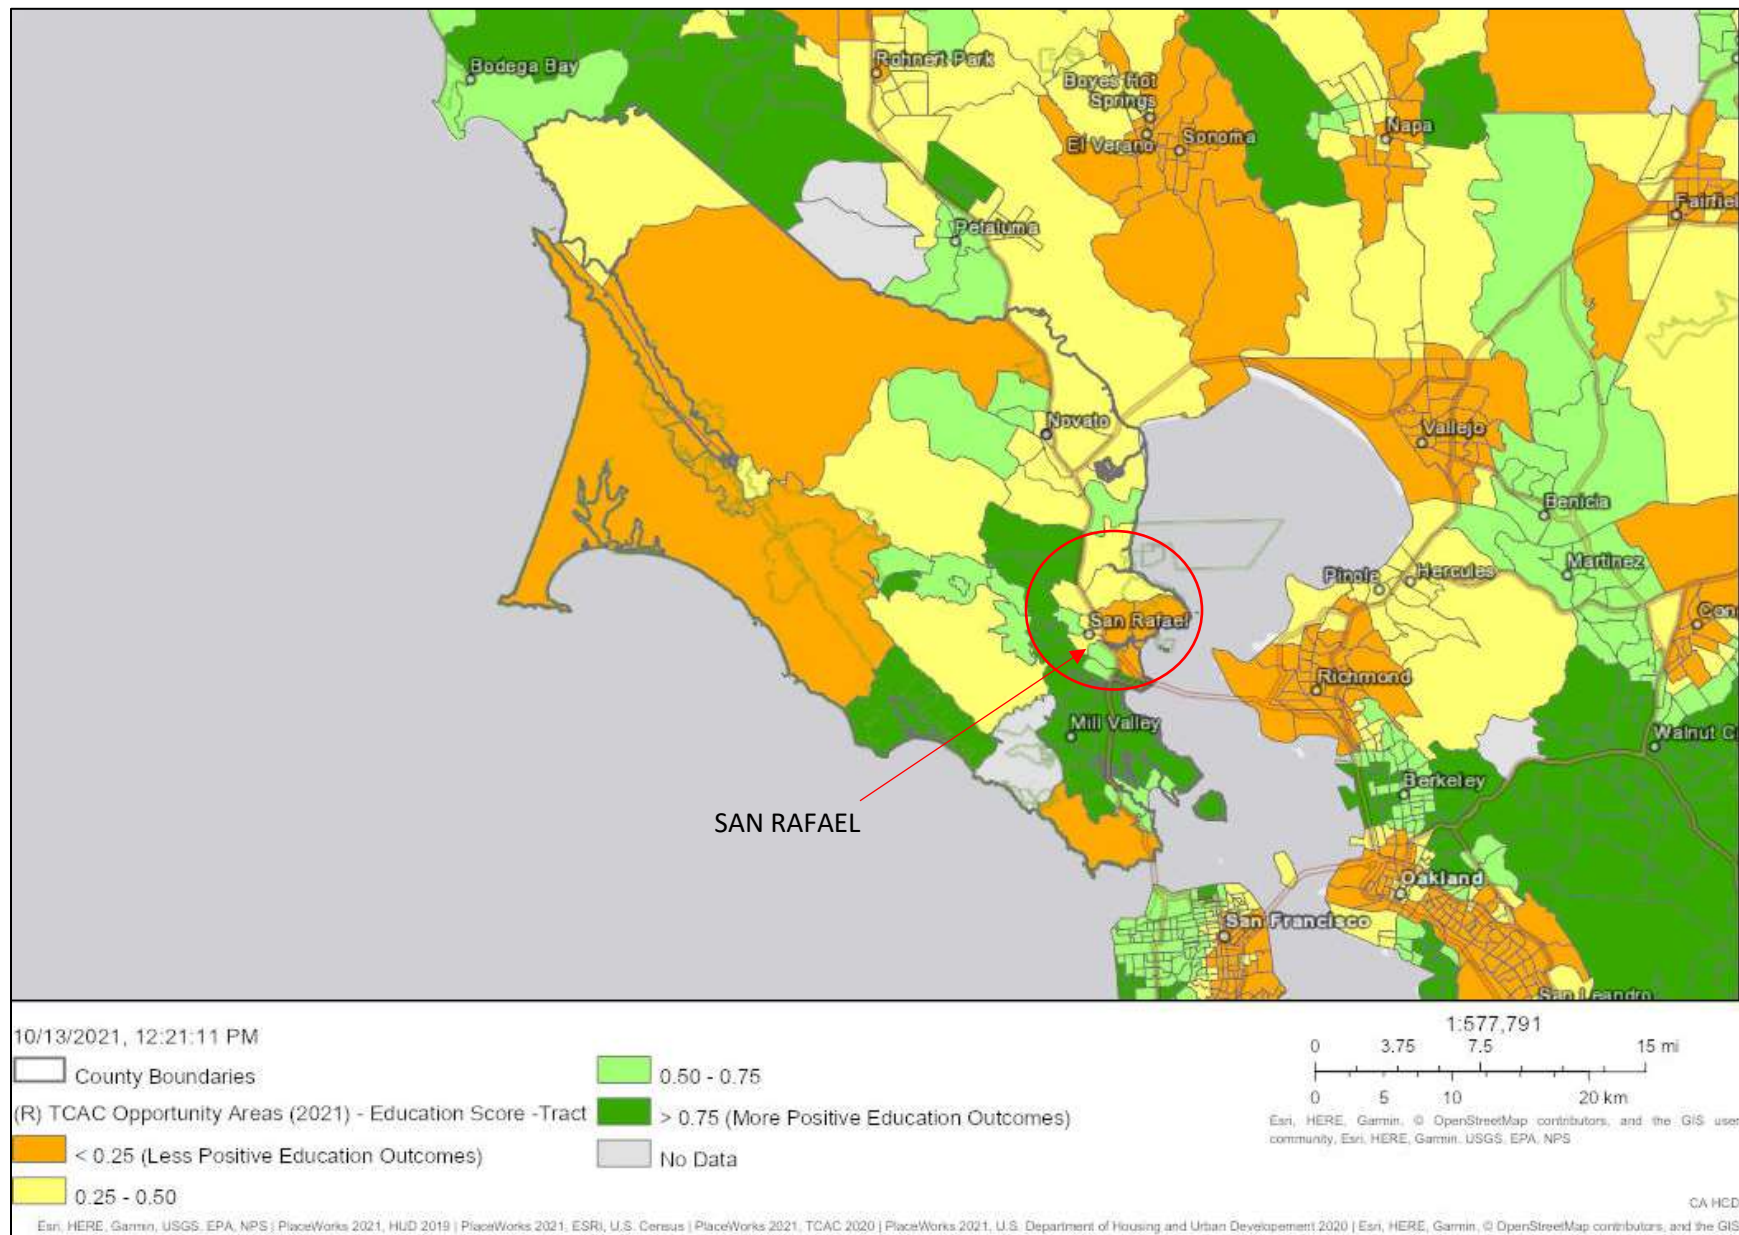 Bodega Bay
Rohnert Park
Boyes Hot
Springs
El Verano
Sonoma
Napa
Fairfiel
Petaluma
Novato
Vallejo
Benicia
Martinez
Pinole
Hercules
Conc
San Rafael
Richmond
Mill Valley
Walnut C
Berkeley
SAN RAFAEL
Oakland
San Francisco
San Leandro
10/13/2021, 12:21:11 PM
County Boundaries
(R) TCAC Opportunity Areas (2021) - Education Score -Tract
< 0.25 (Less Positive Education Outcomes)
0.25 - 0.50
0.50 - 0.75
> 0.75 (More Positive Education Outcomes)
No Data
1:577,791
0 3.75 7.5 15 mi
0 5 10 20 km
Esri, HERE, Garmin, © OpenStreetMap contributors, and the GIS user
community, Esri, HERE, Garmin, USGS, EPA, NPS
CA HCD
Esri, HERE, Garmin, USGS, EPA, NPS | PlaceWorks 2021, HUD 2019 | PlaceWorks 2021, ESRI, U.S. Census | PlaceWorks 2021, TCAC 2020 | PlaceWorks 2021, U.S. Department of Housing and Urban Developement 2020 | Esri, HERE, Garmin, © OpenStreetMap contributors, and the GIS